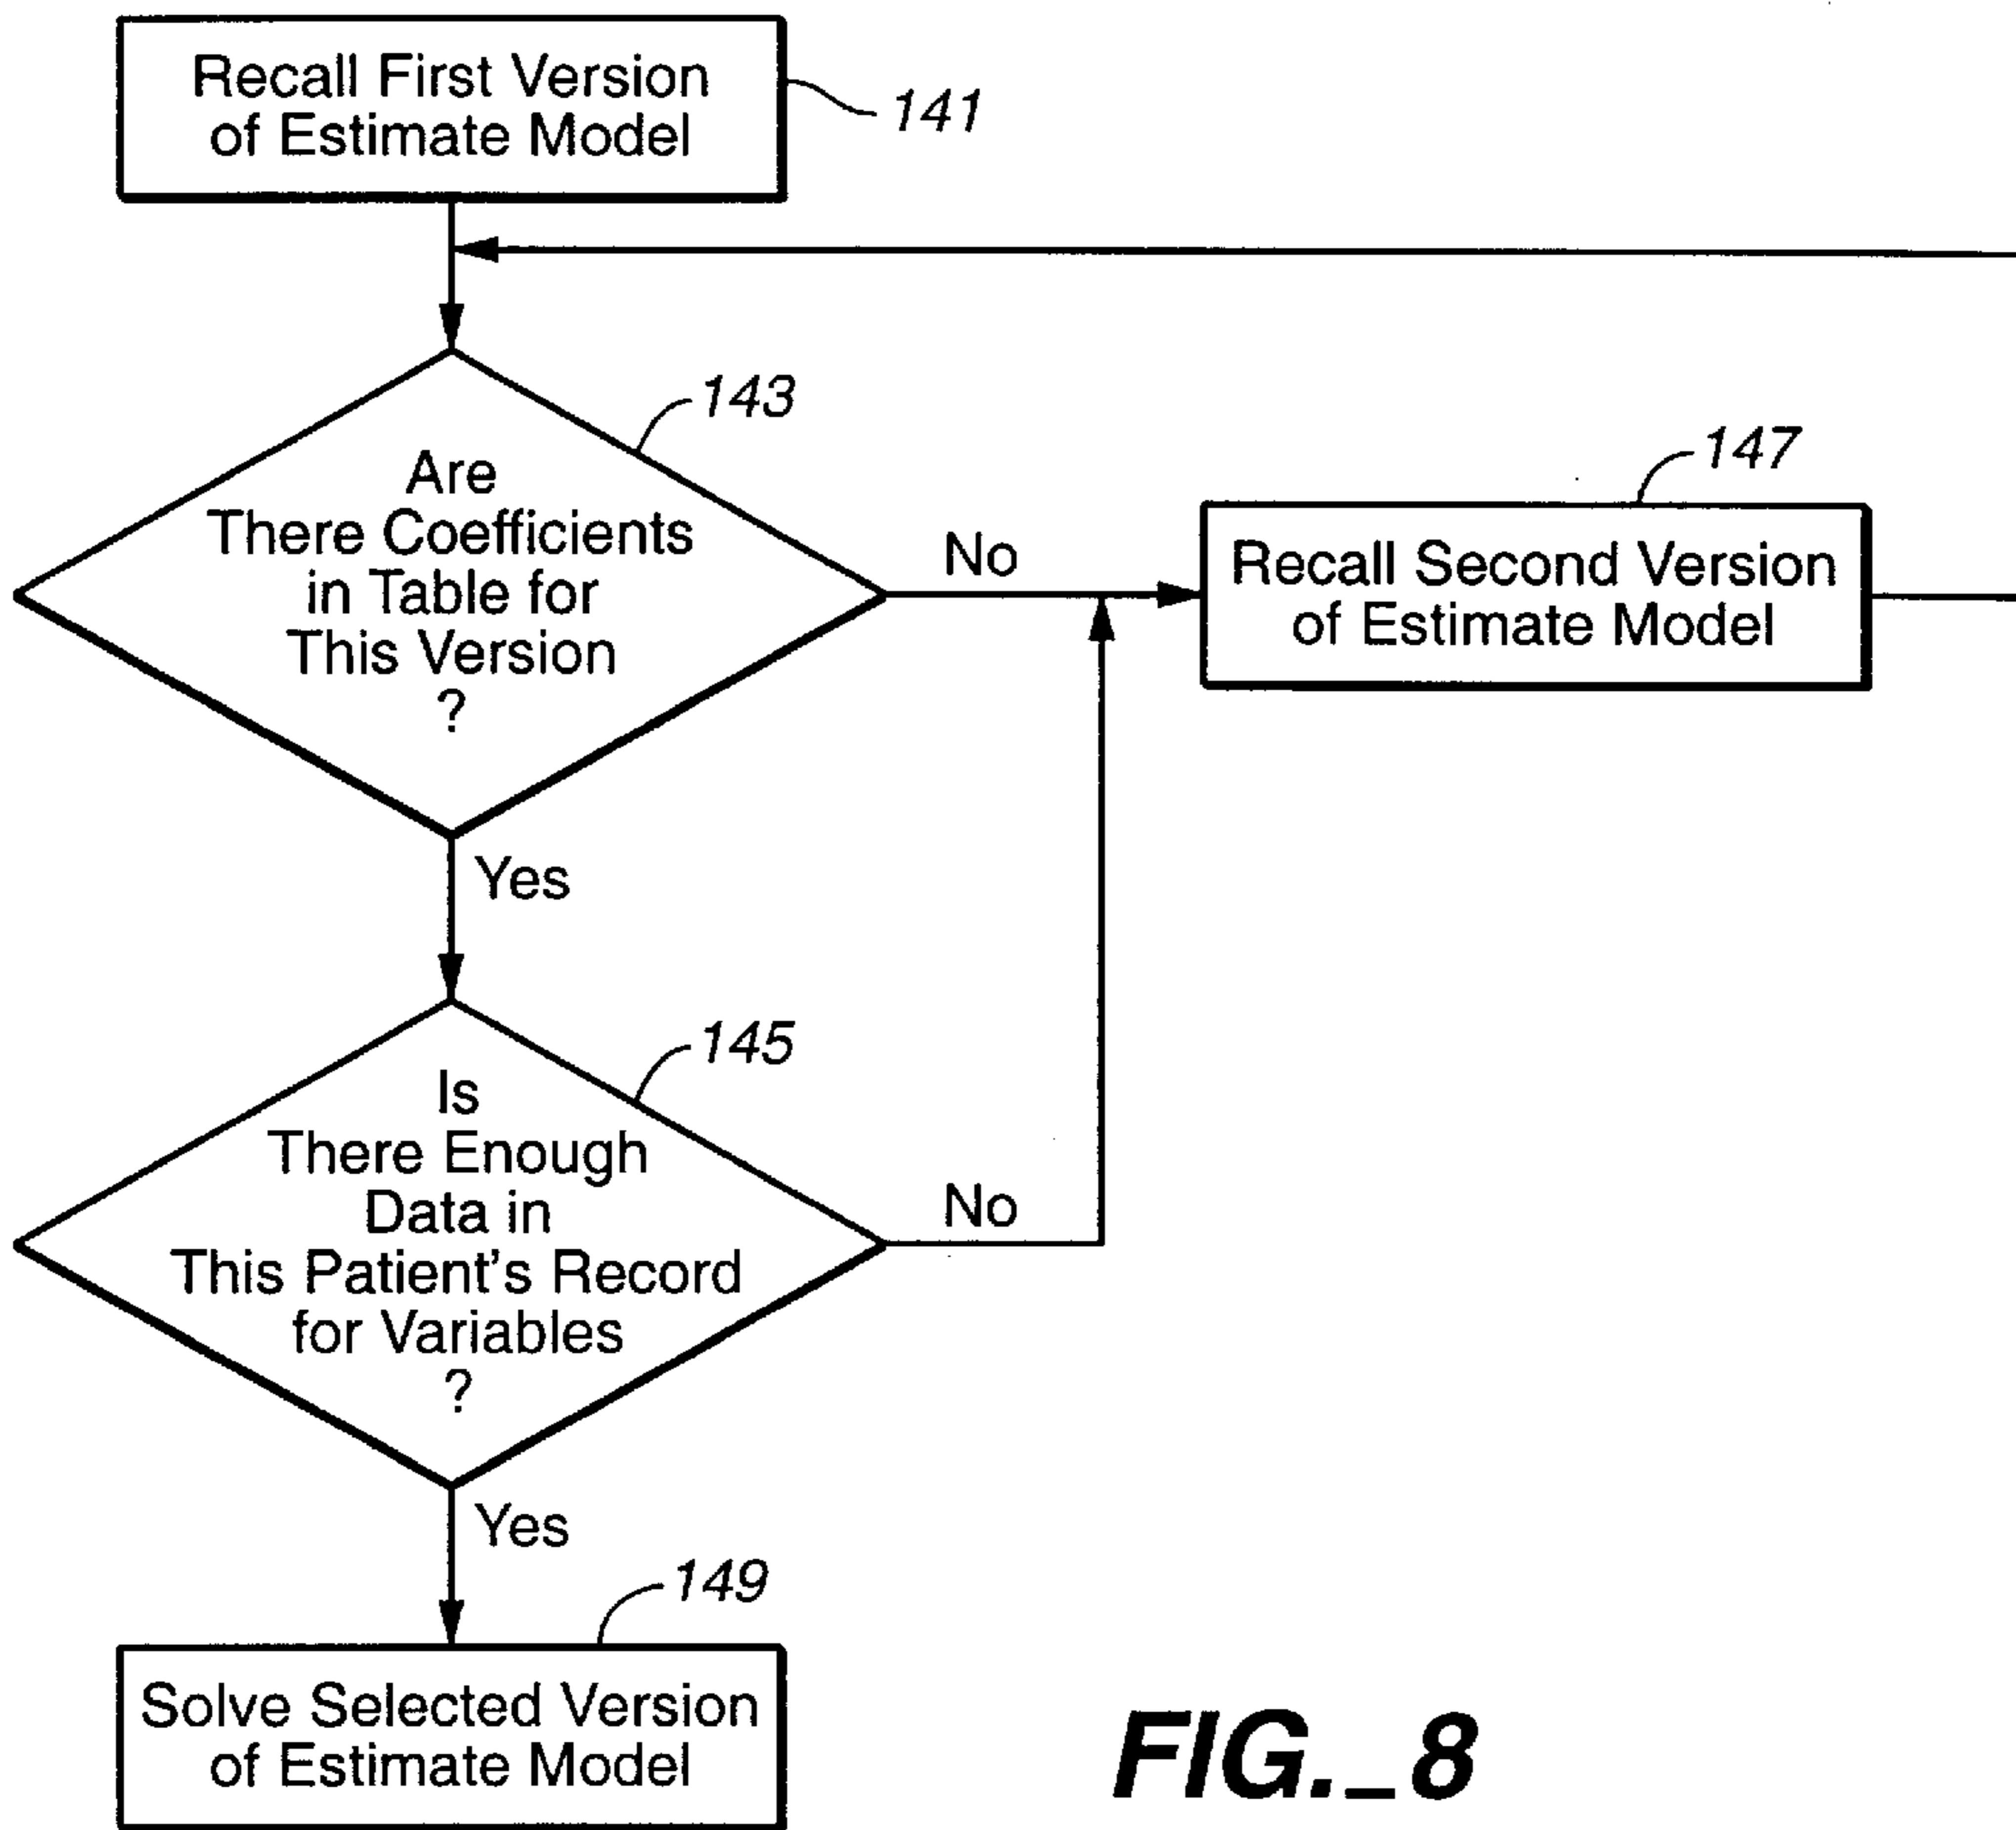 Recall First Version
of Estimate Model
141
143
Are
There Coefficients
in Table for
This Version
?
No
147
Recall Second Version
of Estimate Model
Yes
145
Is
There Enough
Data in
This Patient's Record
for Variables
?
No
Yes
149
Solve Selected Version
of Estimate Model
FIG._8